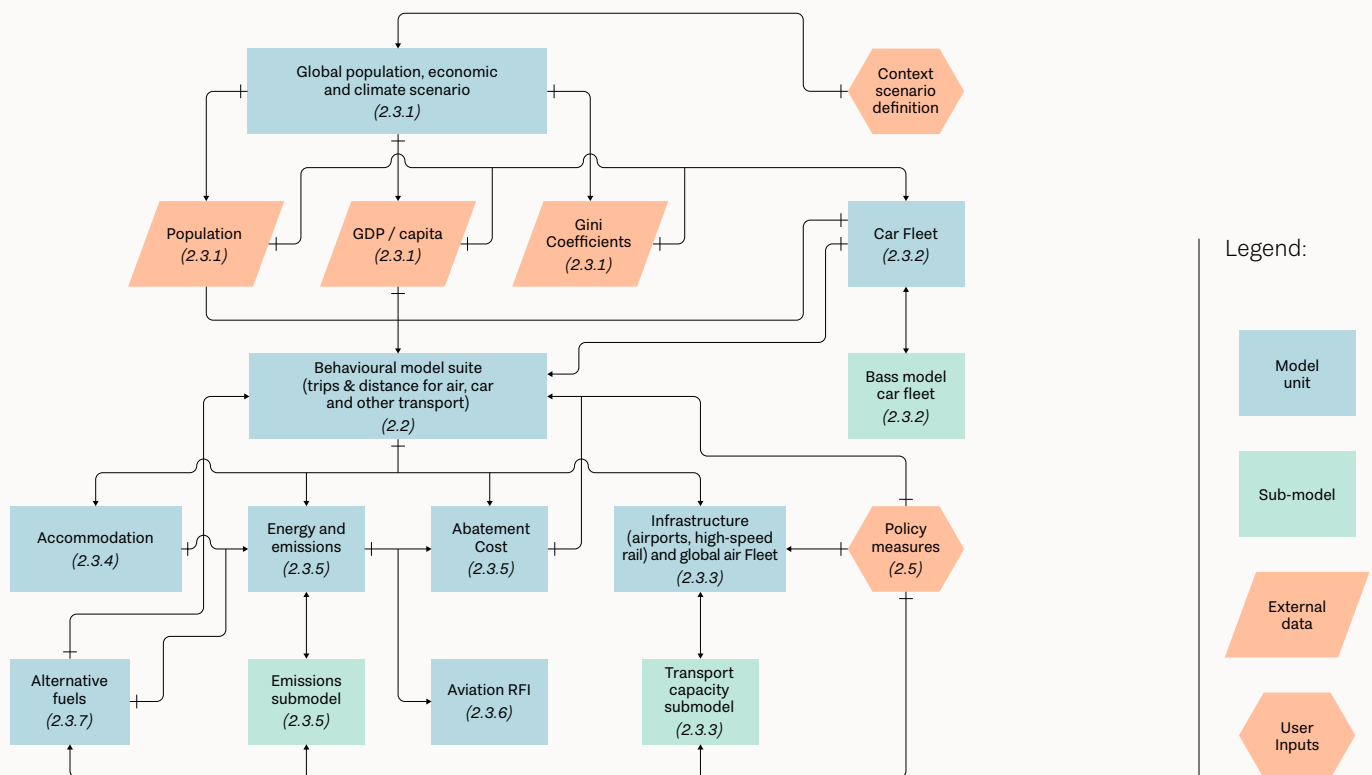 Global population, economic
and climate scenario
(2.3.1)
Context
scenario
definition
Population
(2.3.1)
GDP / capita
(2.3.1)
Gini
Coefficients
(2.3.1)
Car Fleet
(2.3.2)
Legend:
Behavioural model suite
(trips & distance for air, car
and other transport)
(2.2)
Bass model
car fleet
(2.3.2)
Model
unit
Sub-model
Accommodation
(2.3.4)
Energy and
emissions
(2.3.5)
Abatement
Cost
(2.3.5)
Infrastructure
(airports, high-speed
rail) and global air Fleet
(2.3.3)
Policy
measures
(2.5)
External
data
Alternative
fuels
(2.3.7)
Emissions
submodel
(2.3.5)
Aviation RFI
(2.3.6)
Transport
capacity
submodel
(2.3.3)
User
Inputs